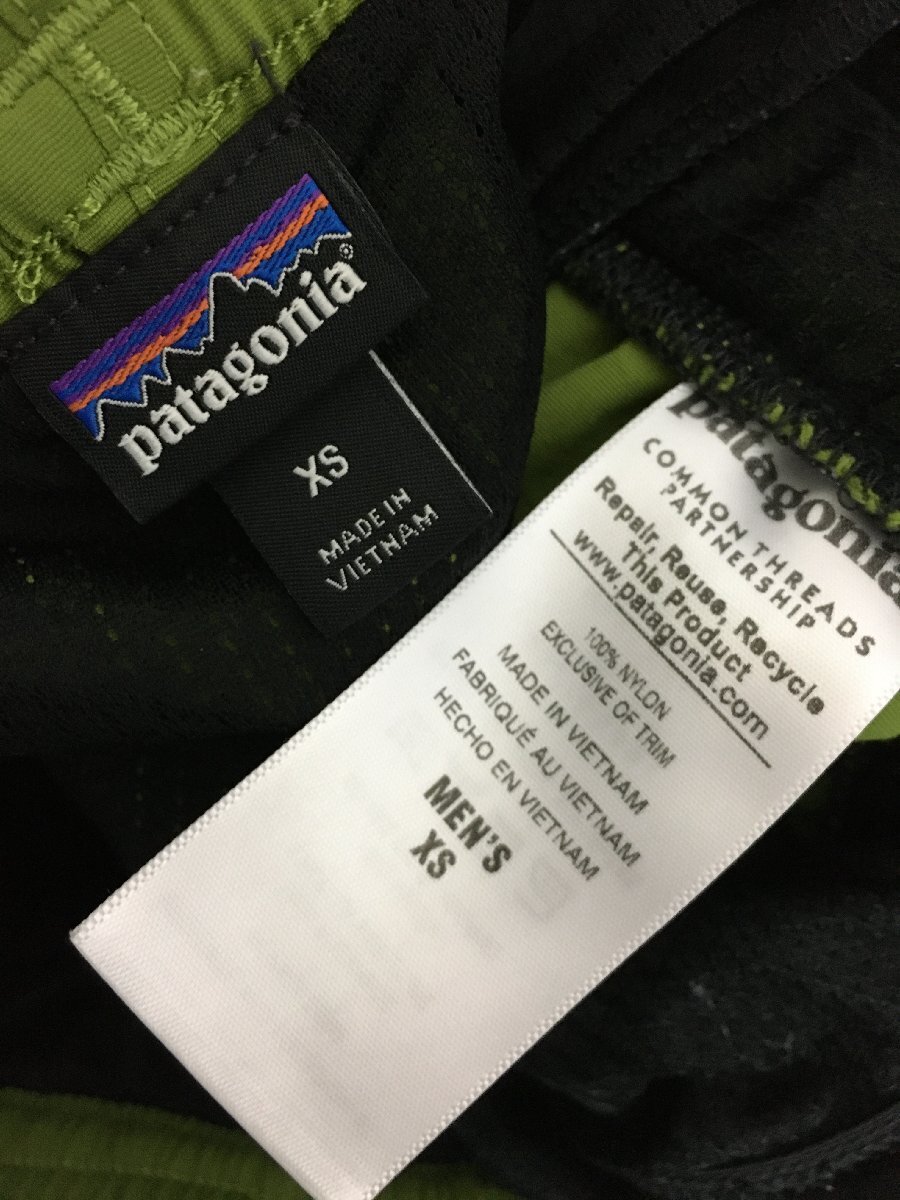 patagonia®
XS
MADE IN
VIETNAM
patagonia
COMMON THREADS
PARTNERSHIP
Repair, Reuse, Recycle
This Product
www.patagonia.com
100% NYLON
EXCLUSIVE OF TRIM
MADE IN VIETNAM
FABRIQUÉ AU VIETNAM
HECHO EN VIETNAM
MEN'S
XS